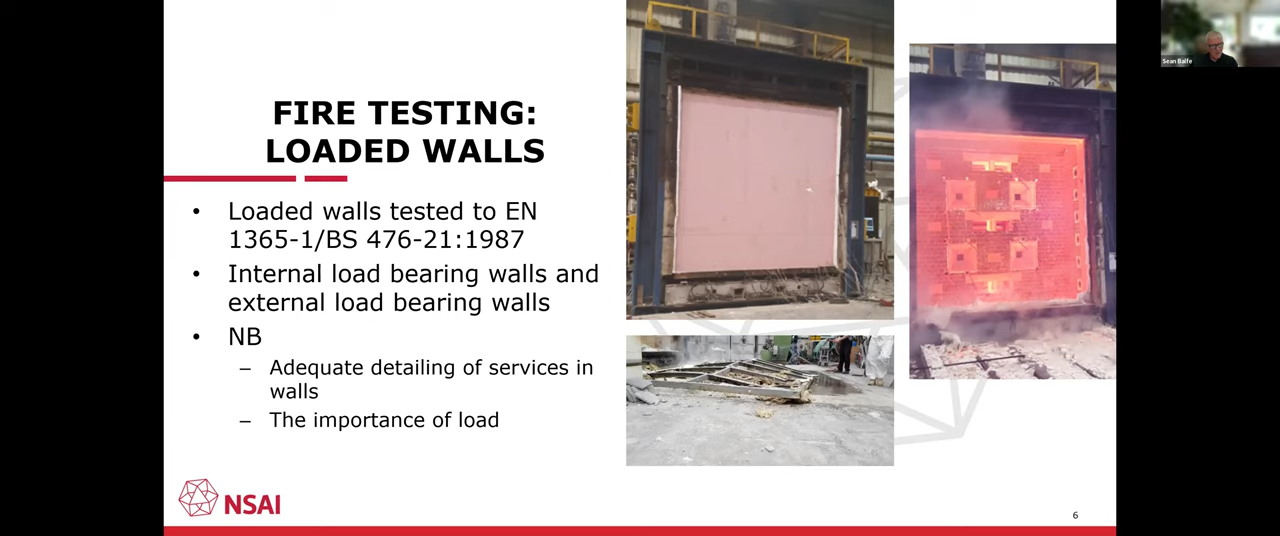 FIRE TESTING:
LOADED WALLS
• Loaded walls tested to EN
1365-1/BS 476-21:1987
• Internal load bearing walls and
external load bearing walls
• NB
– Adequate detailing of services in
walls
– The importance of load
NSAI
6
Sean Balfe